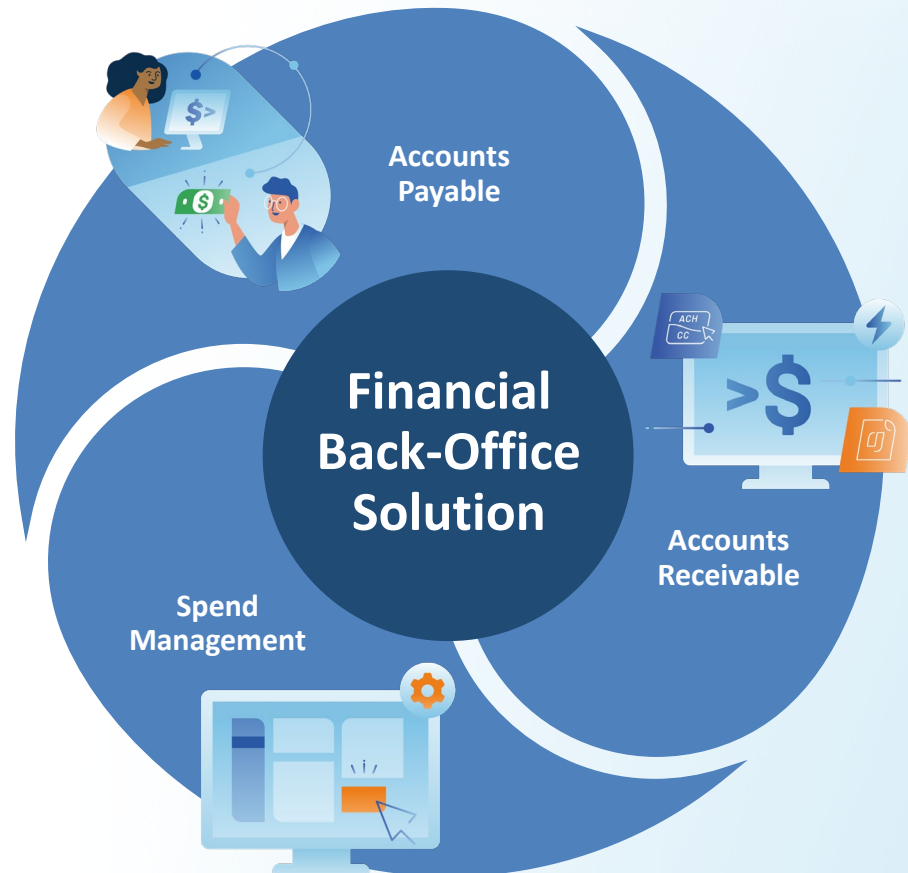 Accounts
Payable
$>
$
Financial
Back-Office
Solution
ACH
CC
>$
Accounts
Receivable
Spend
Management